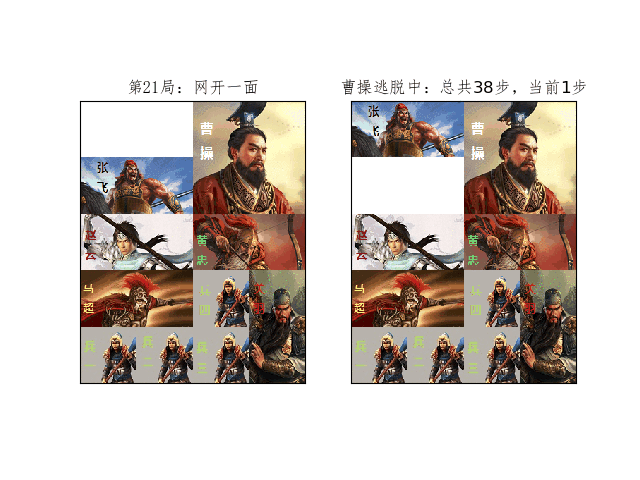 第21局：网开一面
曹操
张飞
赵云
黄忠
马超
兵四
兵一
兵二
兵三
曹操逃脱中：总共38步，当前1步
张飞
曹操
赵云
黄忠
马超
兵四
兵一
兵二
兵三